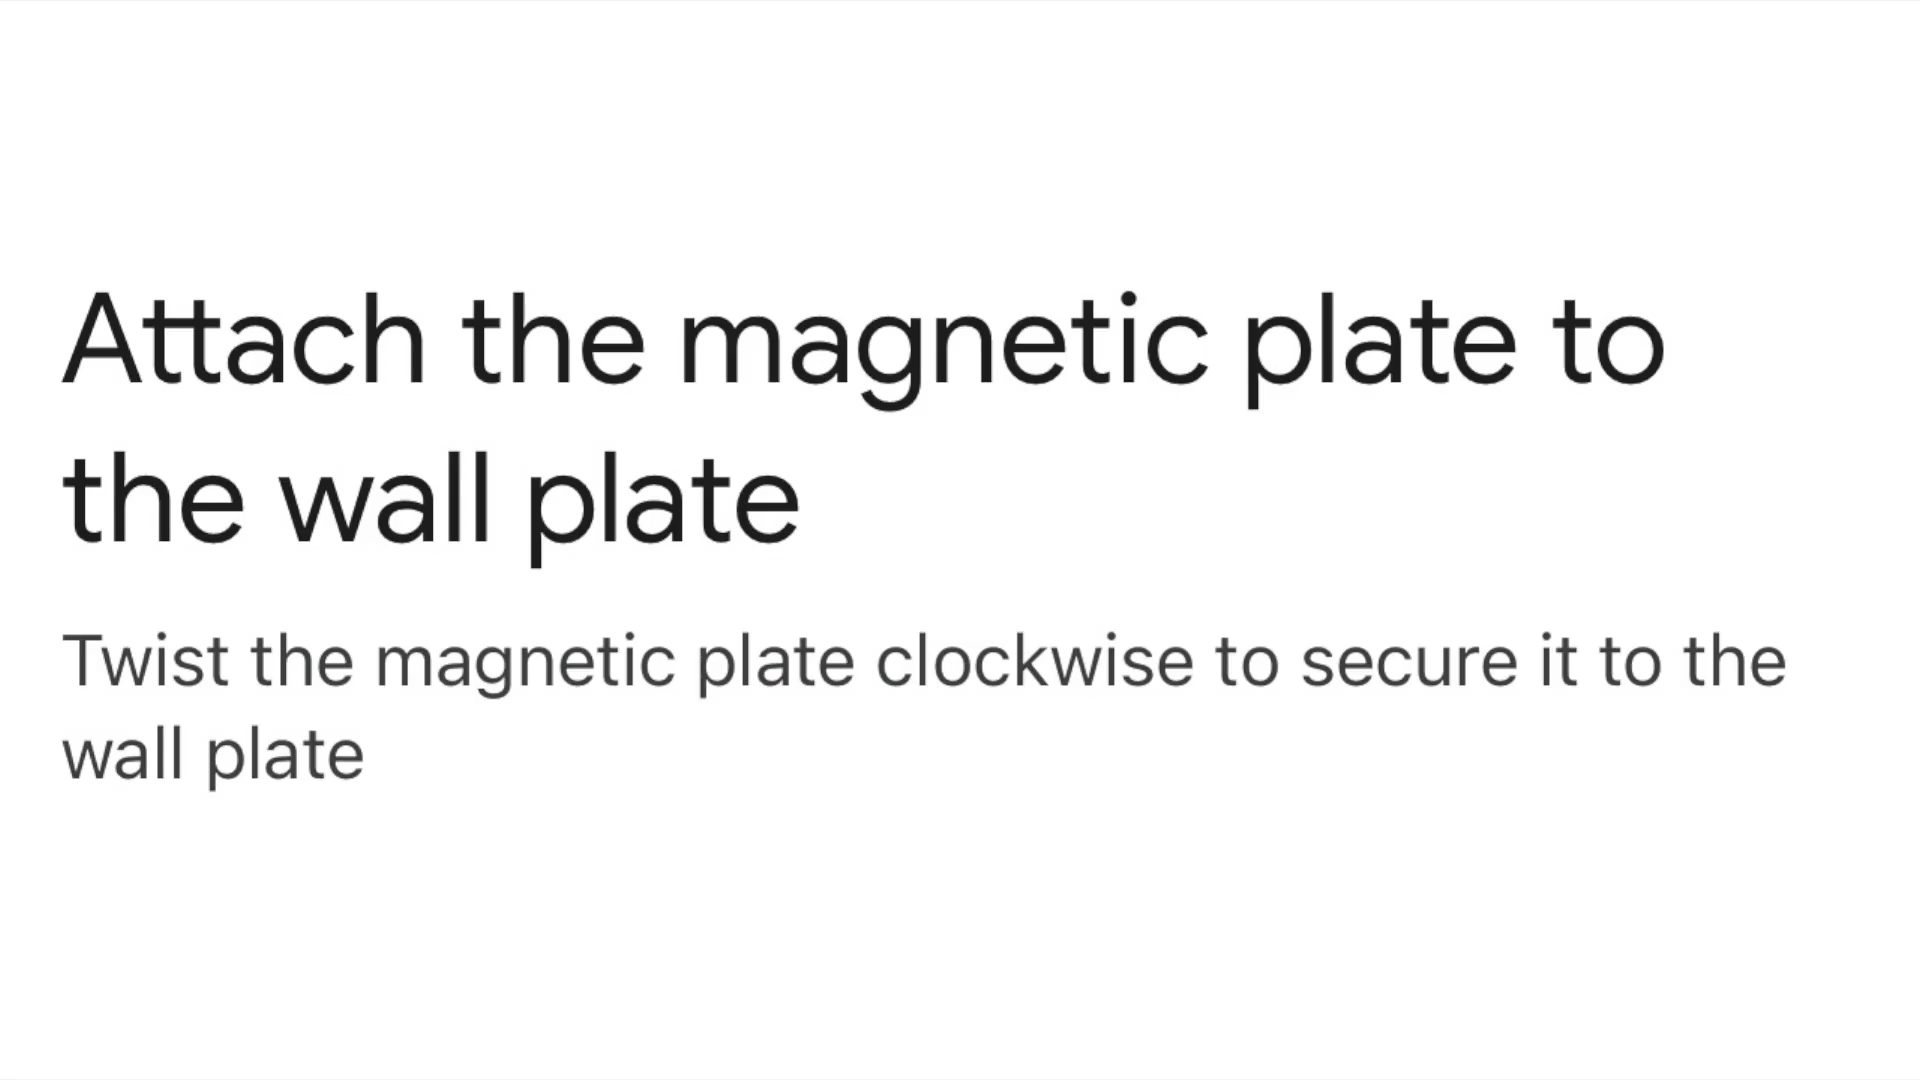 Attach the magnetic plate to
the wall plate
Twist the magnetic plate clockwise to secure it to the
wall plate